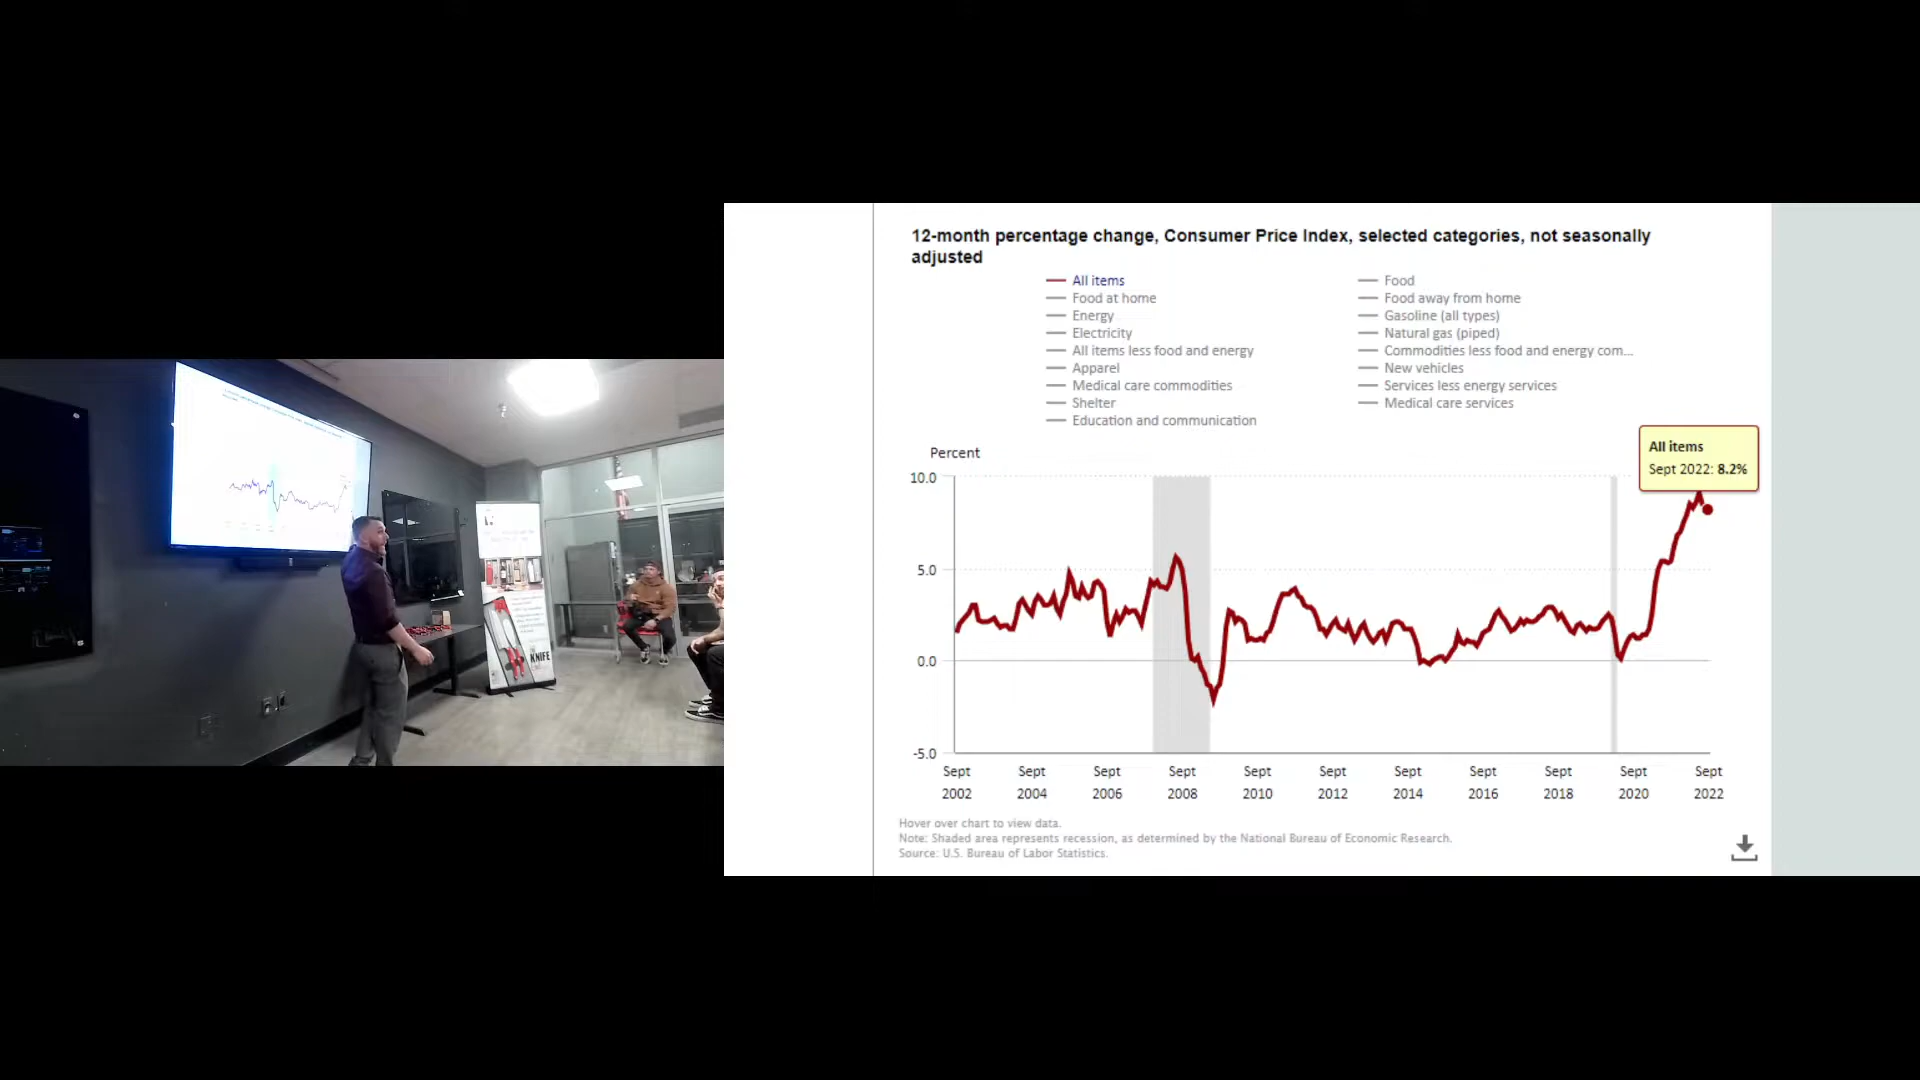 12-month percentage change, Consumer Price Index, selected categories, not seasonally
adjusted
All items
Food
Food at home
Food away from home
Energy
Gasoline (all types)
Electricity
Natural gas (piped)
All items less food and energy
Commodities less food and energy com...
Apparel
New vehicles
Medical care commodities
Services less energy services
Shelter
Medical care services
Education and communication
Percent
All items
Sept 2022: 8.2%
10.0
5.0
0.0
-5.0
Sept 2002
Sept 2004
Sept 2006
Sept 2008
Sept 2010
Sept 2012
Sept 2014
Sept 2016
Sept 2018
Sept 2020
Sept 2022
Hover over chart to view data.
Note: Shaded area represents recession, as determined by the National Bureau of Economic Research.
Source: U.S. Bureau of Labor Statistics.
KNIFE